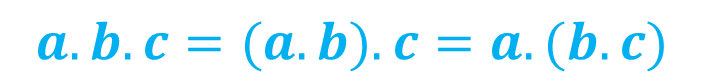 a. b. c = (a. b). c = a. (b. c)